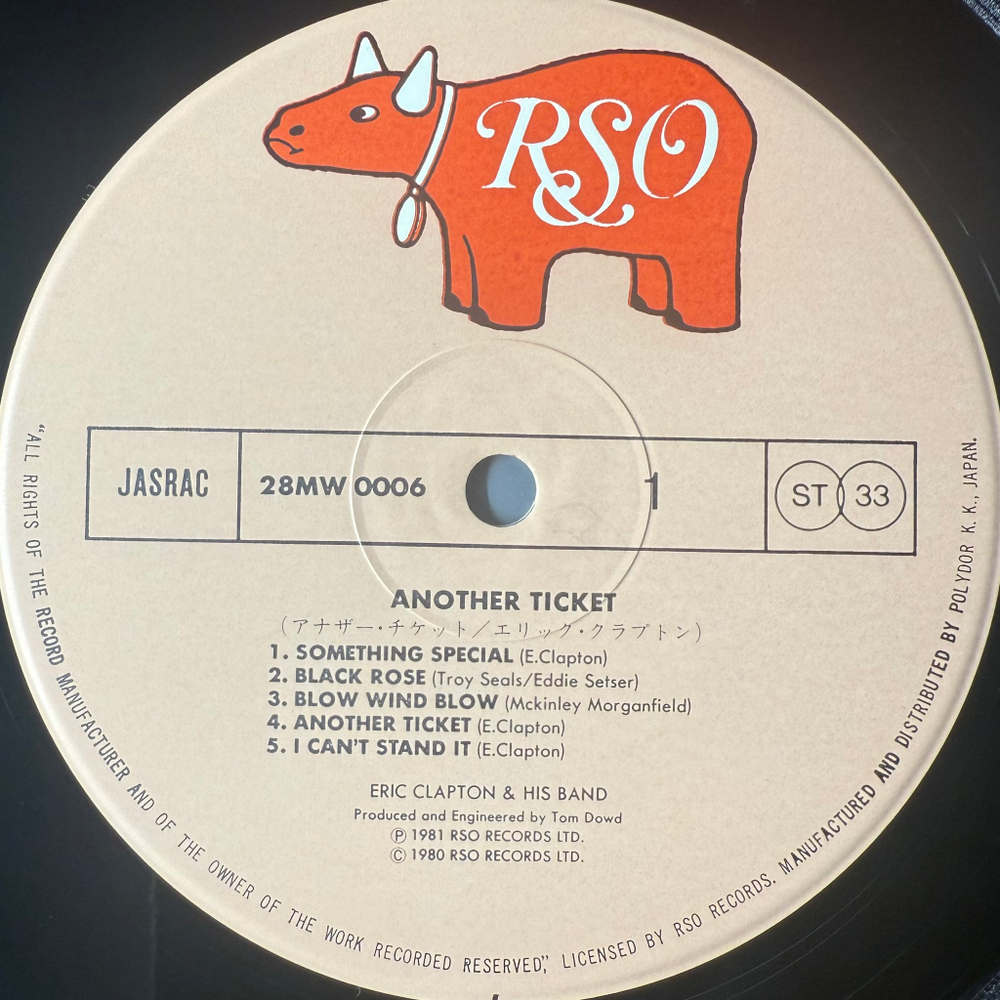 RSO
JASRAC
28MW 0006
1
ST 33
ANOTHER TICKET
(アナザー・チケット／エリック・クラプトン)
1. SOMETHING SPECIAL (E.Clapton)
2. BLACK ROSE (Troy Seals/Eddie Setser)
3. BLOW WIND BLOW (Mckinley Morganfield)
4. ANOTHER TICKET (E.Clapton)
5. I CAN'T STAND IT (E.Clapton)
ERIC CLAPTON & HIS BAND
Produced and Engineered by Tom Dowd
℗ 1981 RSO RECORDS LTD.
© 1980 RSO RECORDS LTD.
"ALL RIGHTS OF THE RECORD MANUFACTURER AND OF THE OWNER OF THE WORK RECORDED RESERVED," LICENSED BY RSO RECORDS. MANUFACTURED AND DISTRIBUTED BY POLYDOR K. K., JAPAN.